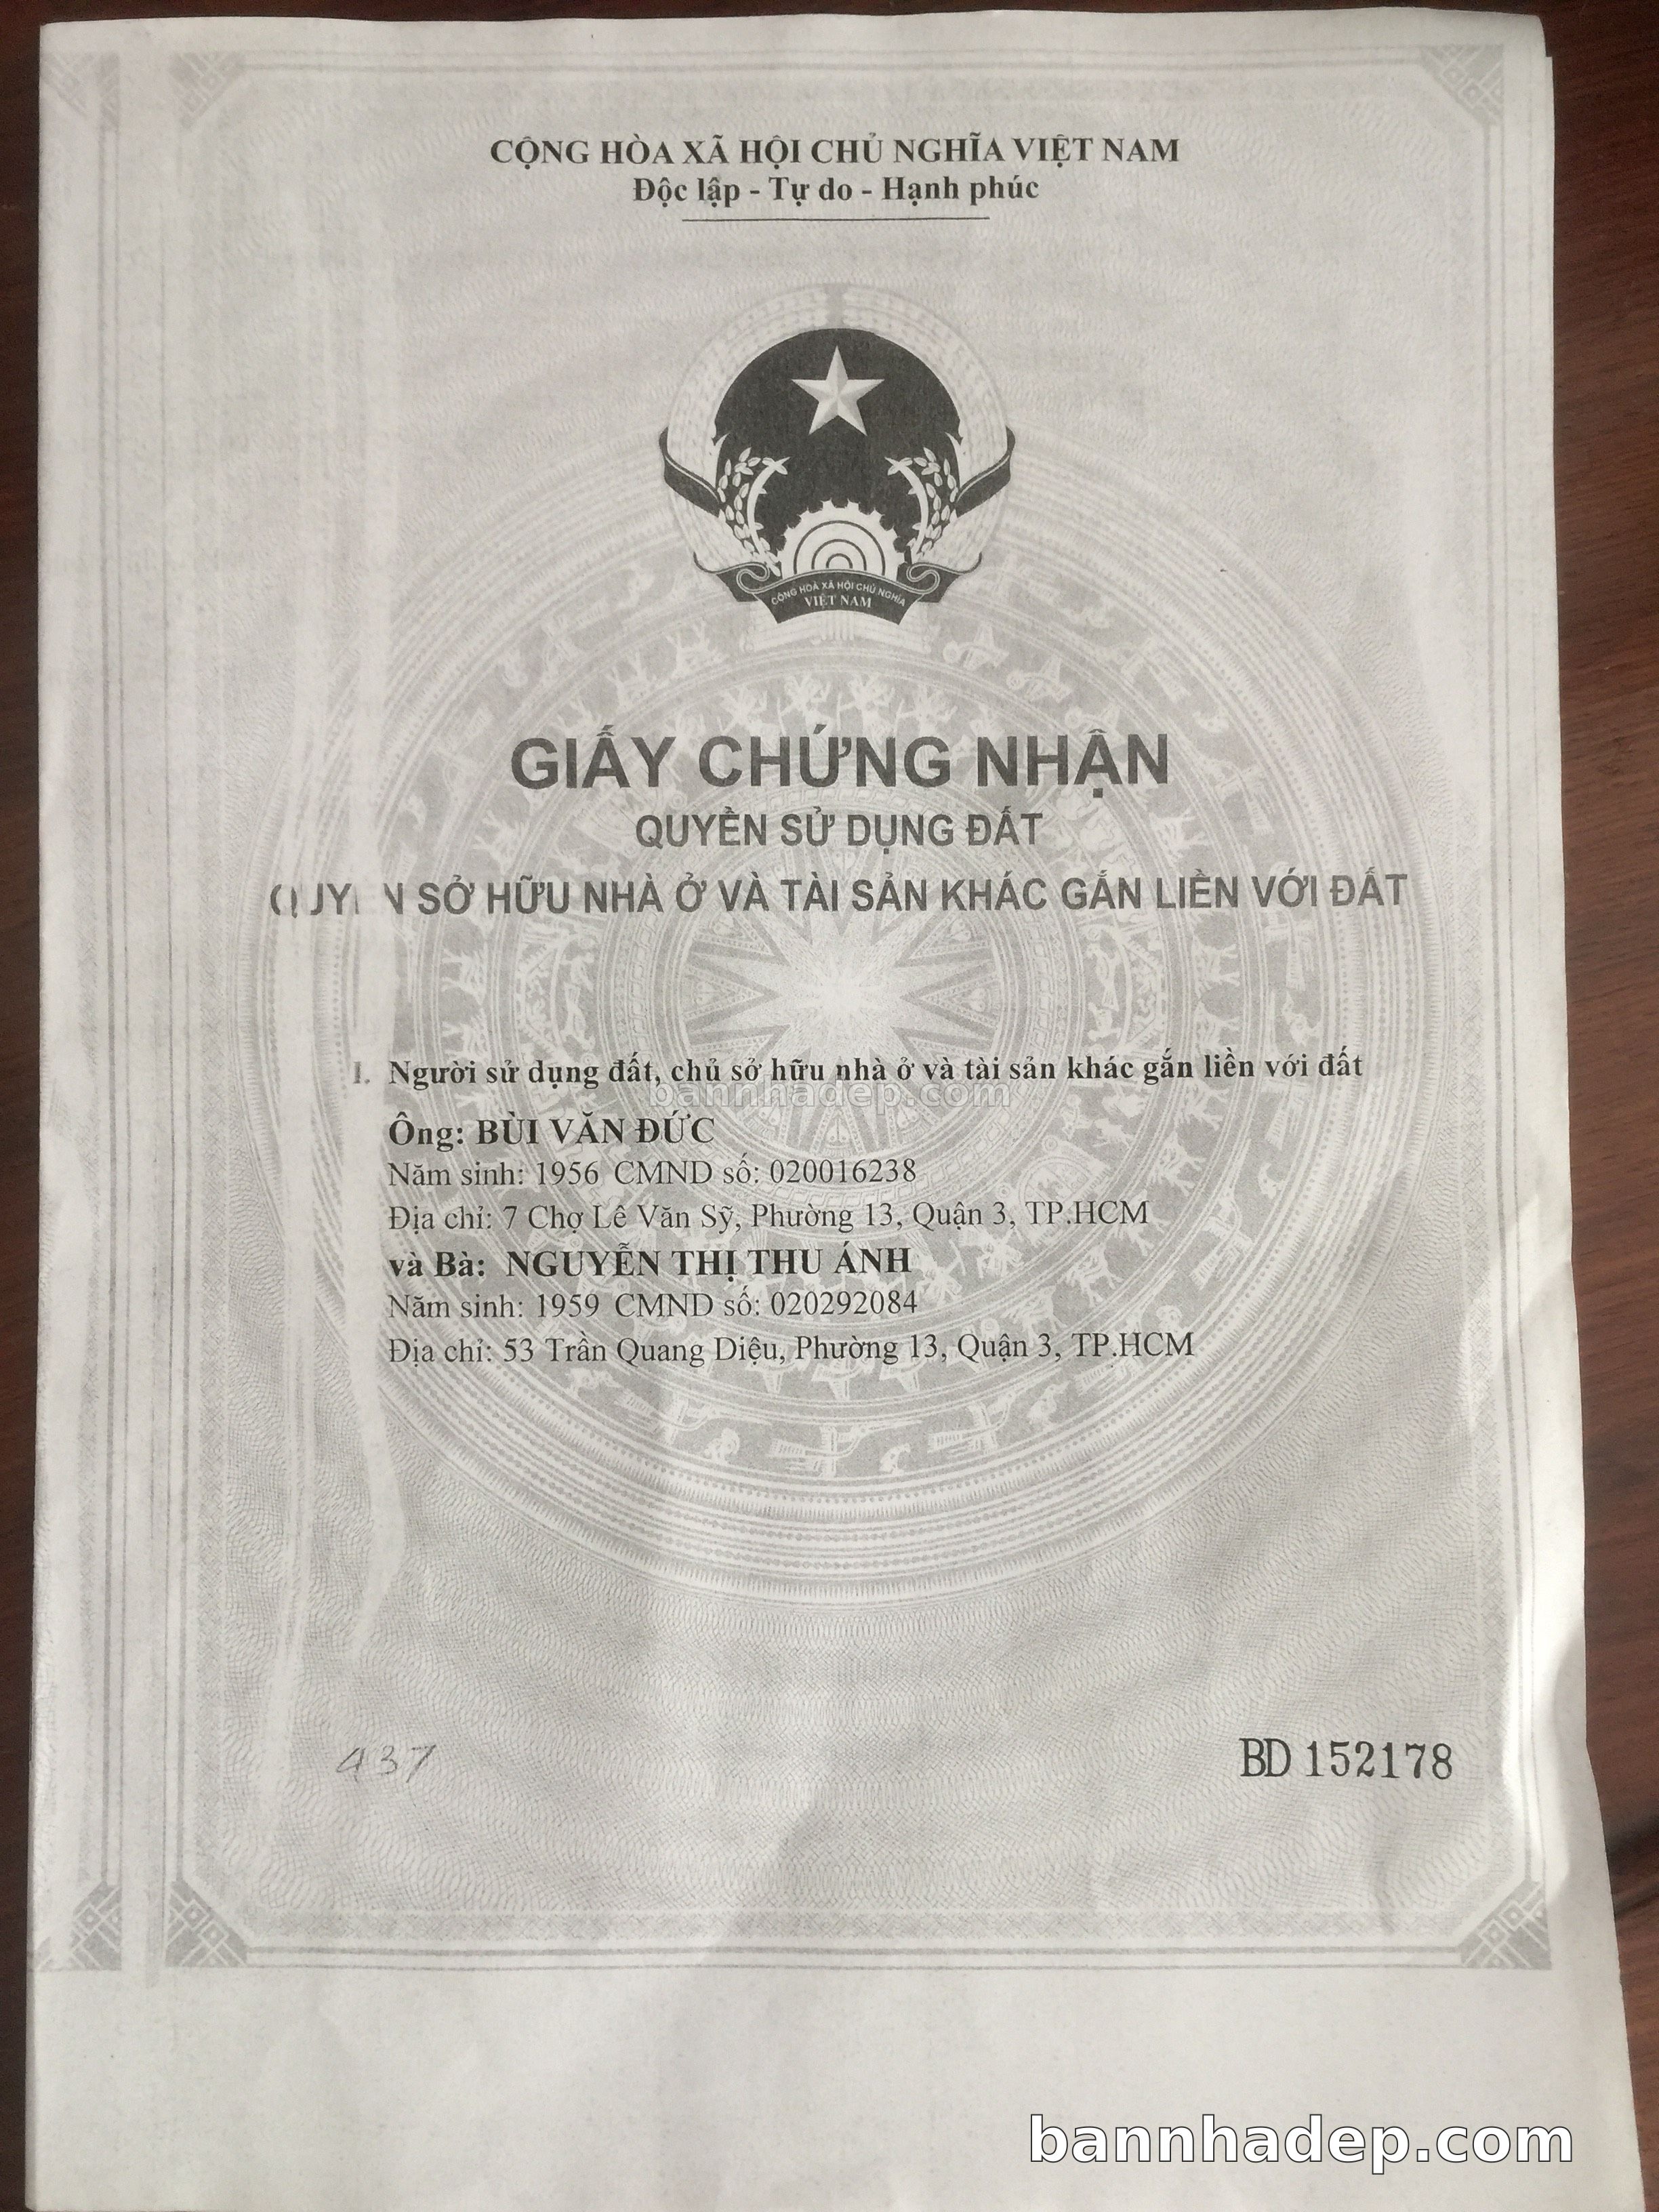 CỘNG HÒA XÃ HỘI CHỦ NGHĨA VIỆT NAM
Độc lập - Tự do - Hạnh phúc
CỘNG HOÀ XÃ HỘI CHỦ NGHĨA
VIỆT NAM
GIẤY CHỨNG NHẬN
QUYỀN SỬ DỤNG ĐẤT
QUYỀN SỞ HỮU NHÀ Ở VÀ TÀI SẢN KHÁC GẮN LIỀN VỚI ĐẤT
I. Người sử dụng đất, chủ sở hữu nhà ở và tài sản khác gắn liền với đất
bannhadep.com
Ông: BÙI VĂN ĐỨC
Năm sinh: 1956 CMND số: 020016238
Địa chỉ: 7 Chợ Lê Văn Sỹ, Phường 13, Quận 3, TP.HCM
và Bà: NGUYỄN THỊ THU ÁNH
Năm sinh: 1959 CMND số: 020292084
Địa chỉ: 53 Trần Quang Diệu, Phường 13, Quận 3, TP.HCM
437
BD 152178
bannhadep.com